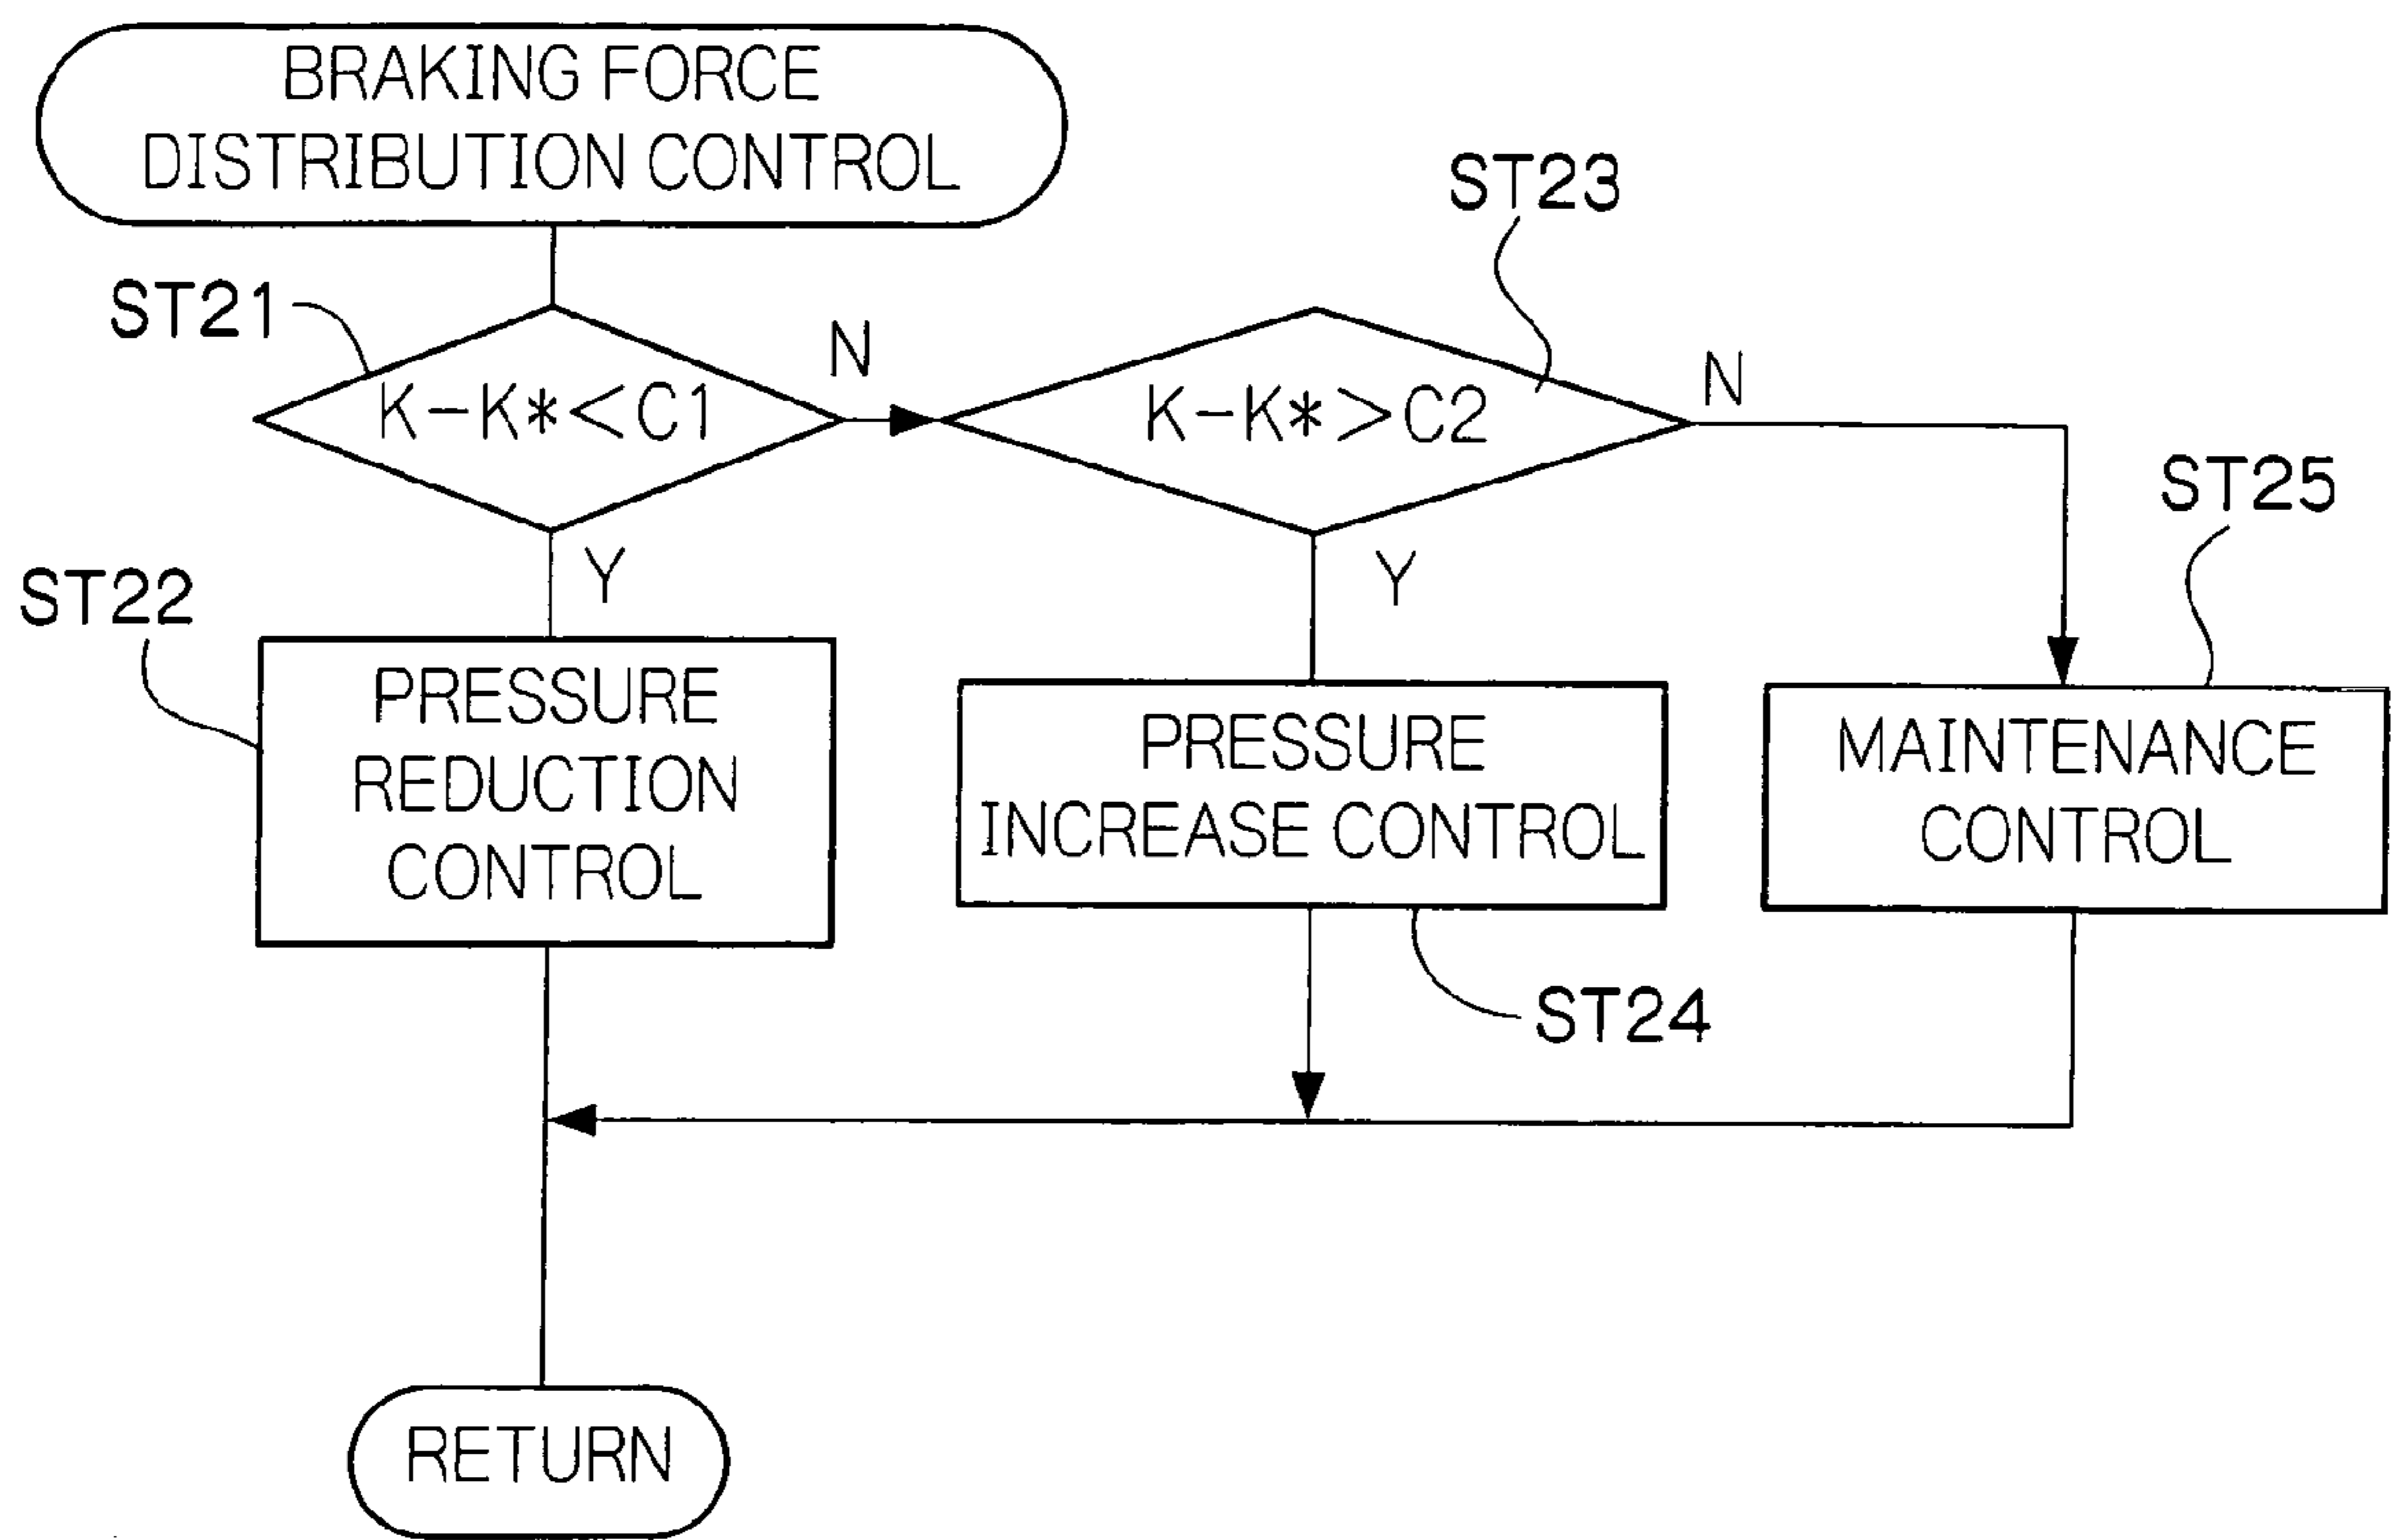 BRAKING FORCE
DISTRIBUTION CONTROL
ST21
K-K*<C1
N
ST23
K-K*>C2
N
Y
Y
ST22
PRESSURE
REDUCTION
CONTROL
PRESSURE
INCREASE CONTROL
ST24
ST25
MAINTENANCE
CONTROL
RETURN